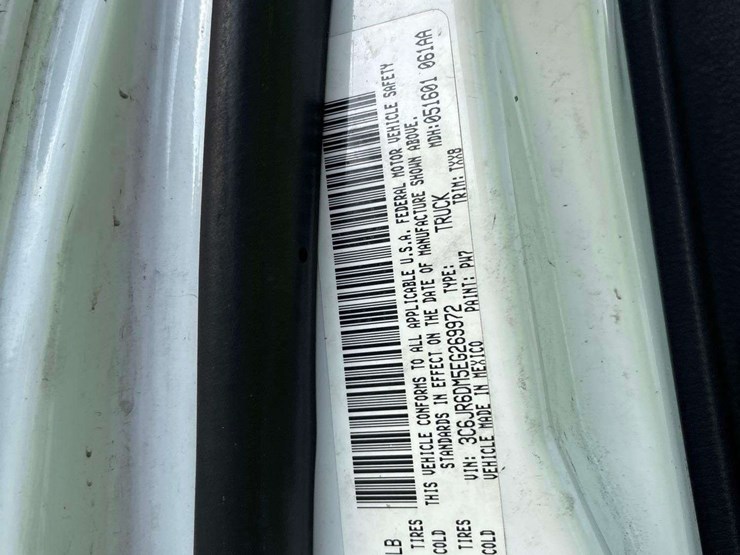 LB
TIRES
COLD
TIRES
COLD
THIS VEHICLE CONFORMS TO ALL APPLICABLE U.S.A. FEDERAL MOTOR VEHICLE SAFETY
STANDARDS IN EFFECT ON THE DATE OF MANUFACTURE SHOWN ABOVE.
VIN: 3C6JR6DM5EG269972 TYPE: TRUCK MDH:051601 061AA
VEHICLE MADE IN MEXICO PAINT: PW7 TRIM: TXX8